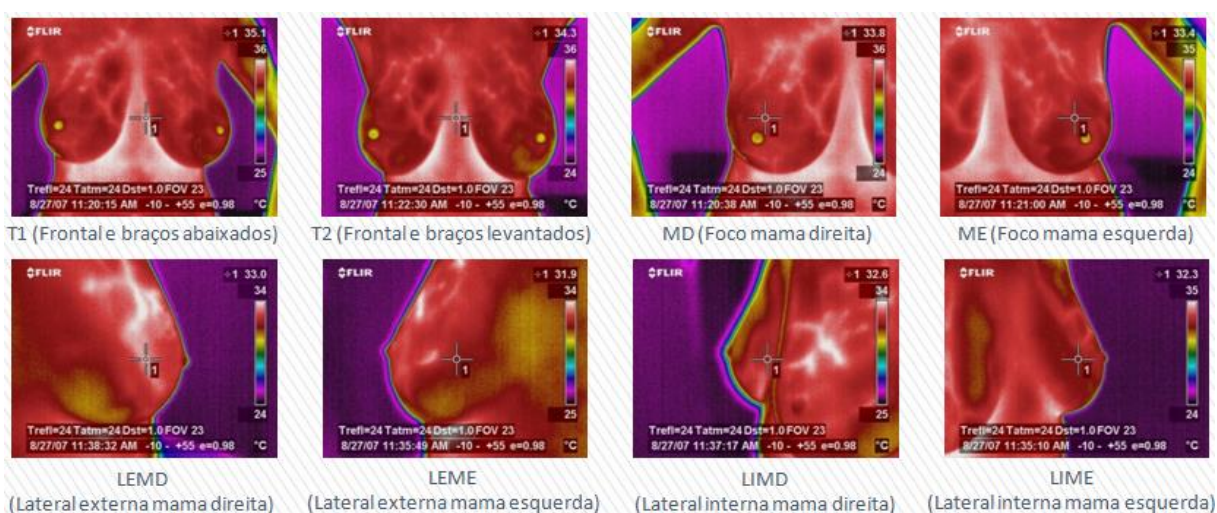 FLIR
1 35.1
36
25
Trefl=24 Tatm=24 Dst=1.0 FOV 23
8/27/07 11:20:15 AM -10 - +55 e=0.98 °C
1
T1 (Frontal e braços abaixados)
FLIR
1 34.3
36
24
Trefl=24 Tatm=24 Dst=1.0 FOV 23
8/27/07 11:22:30 AM -10 - +55 e=0.98 °C
1
T2 (Frontal e braços levantados)
FLIR
1 33.8
36
24
Trefl=24 Tatm=24 Dst=1.0 FOV 23
8/27/07 11:20:38 AM -10 - +55 e=0.98 °C
1
MD (Foco mama direita)
FLIR
1 33.4
35
24
Trefl=24 Tatm=24 Dst=1.0 FOV 23
8/27/07 11:21:00 AM -10 - +55 e=0.98 °C
1
ME (Foco mama esquerda)
FLIR
1 33.0
34
24
Trefl=24 Tatm=24 Dst=1.0 FOV 23
8/27/07 11:38:32 AM -10 - +55 e=0.98 °C
1
LEMD
(Lateral externa mama direita)
FLIR
1 31.9
34
25
Trefl=24 Tatm=24 Dst=1.0 FOV 23
8/27/07 11:35:49 AM -10 - +55 e=0.98 °C
1
LEME
(Lateral externa mama esquerda)
FLIR
1 32.6
34
25
Trefl=24 Tatm=24 Dst=1.0 FOV 23
8/27/07 11:37:17 AM -10 - +55 e=0.98 °C
1
LIMD
(Lateral interna mama direita)
FLIR
1 32.3
35
24
Trefl=24 Tatm=24 Dst=1.0 FOV 23
8/27/07 11:35:10 AM -10 - +55 e=0.98 °C
1
LIME
(Lateral interna mama esquerda)